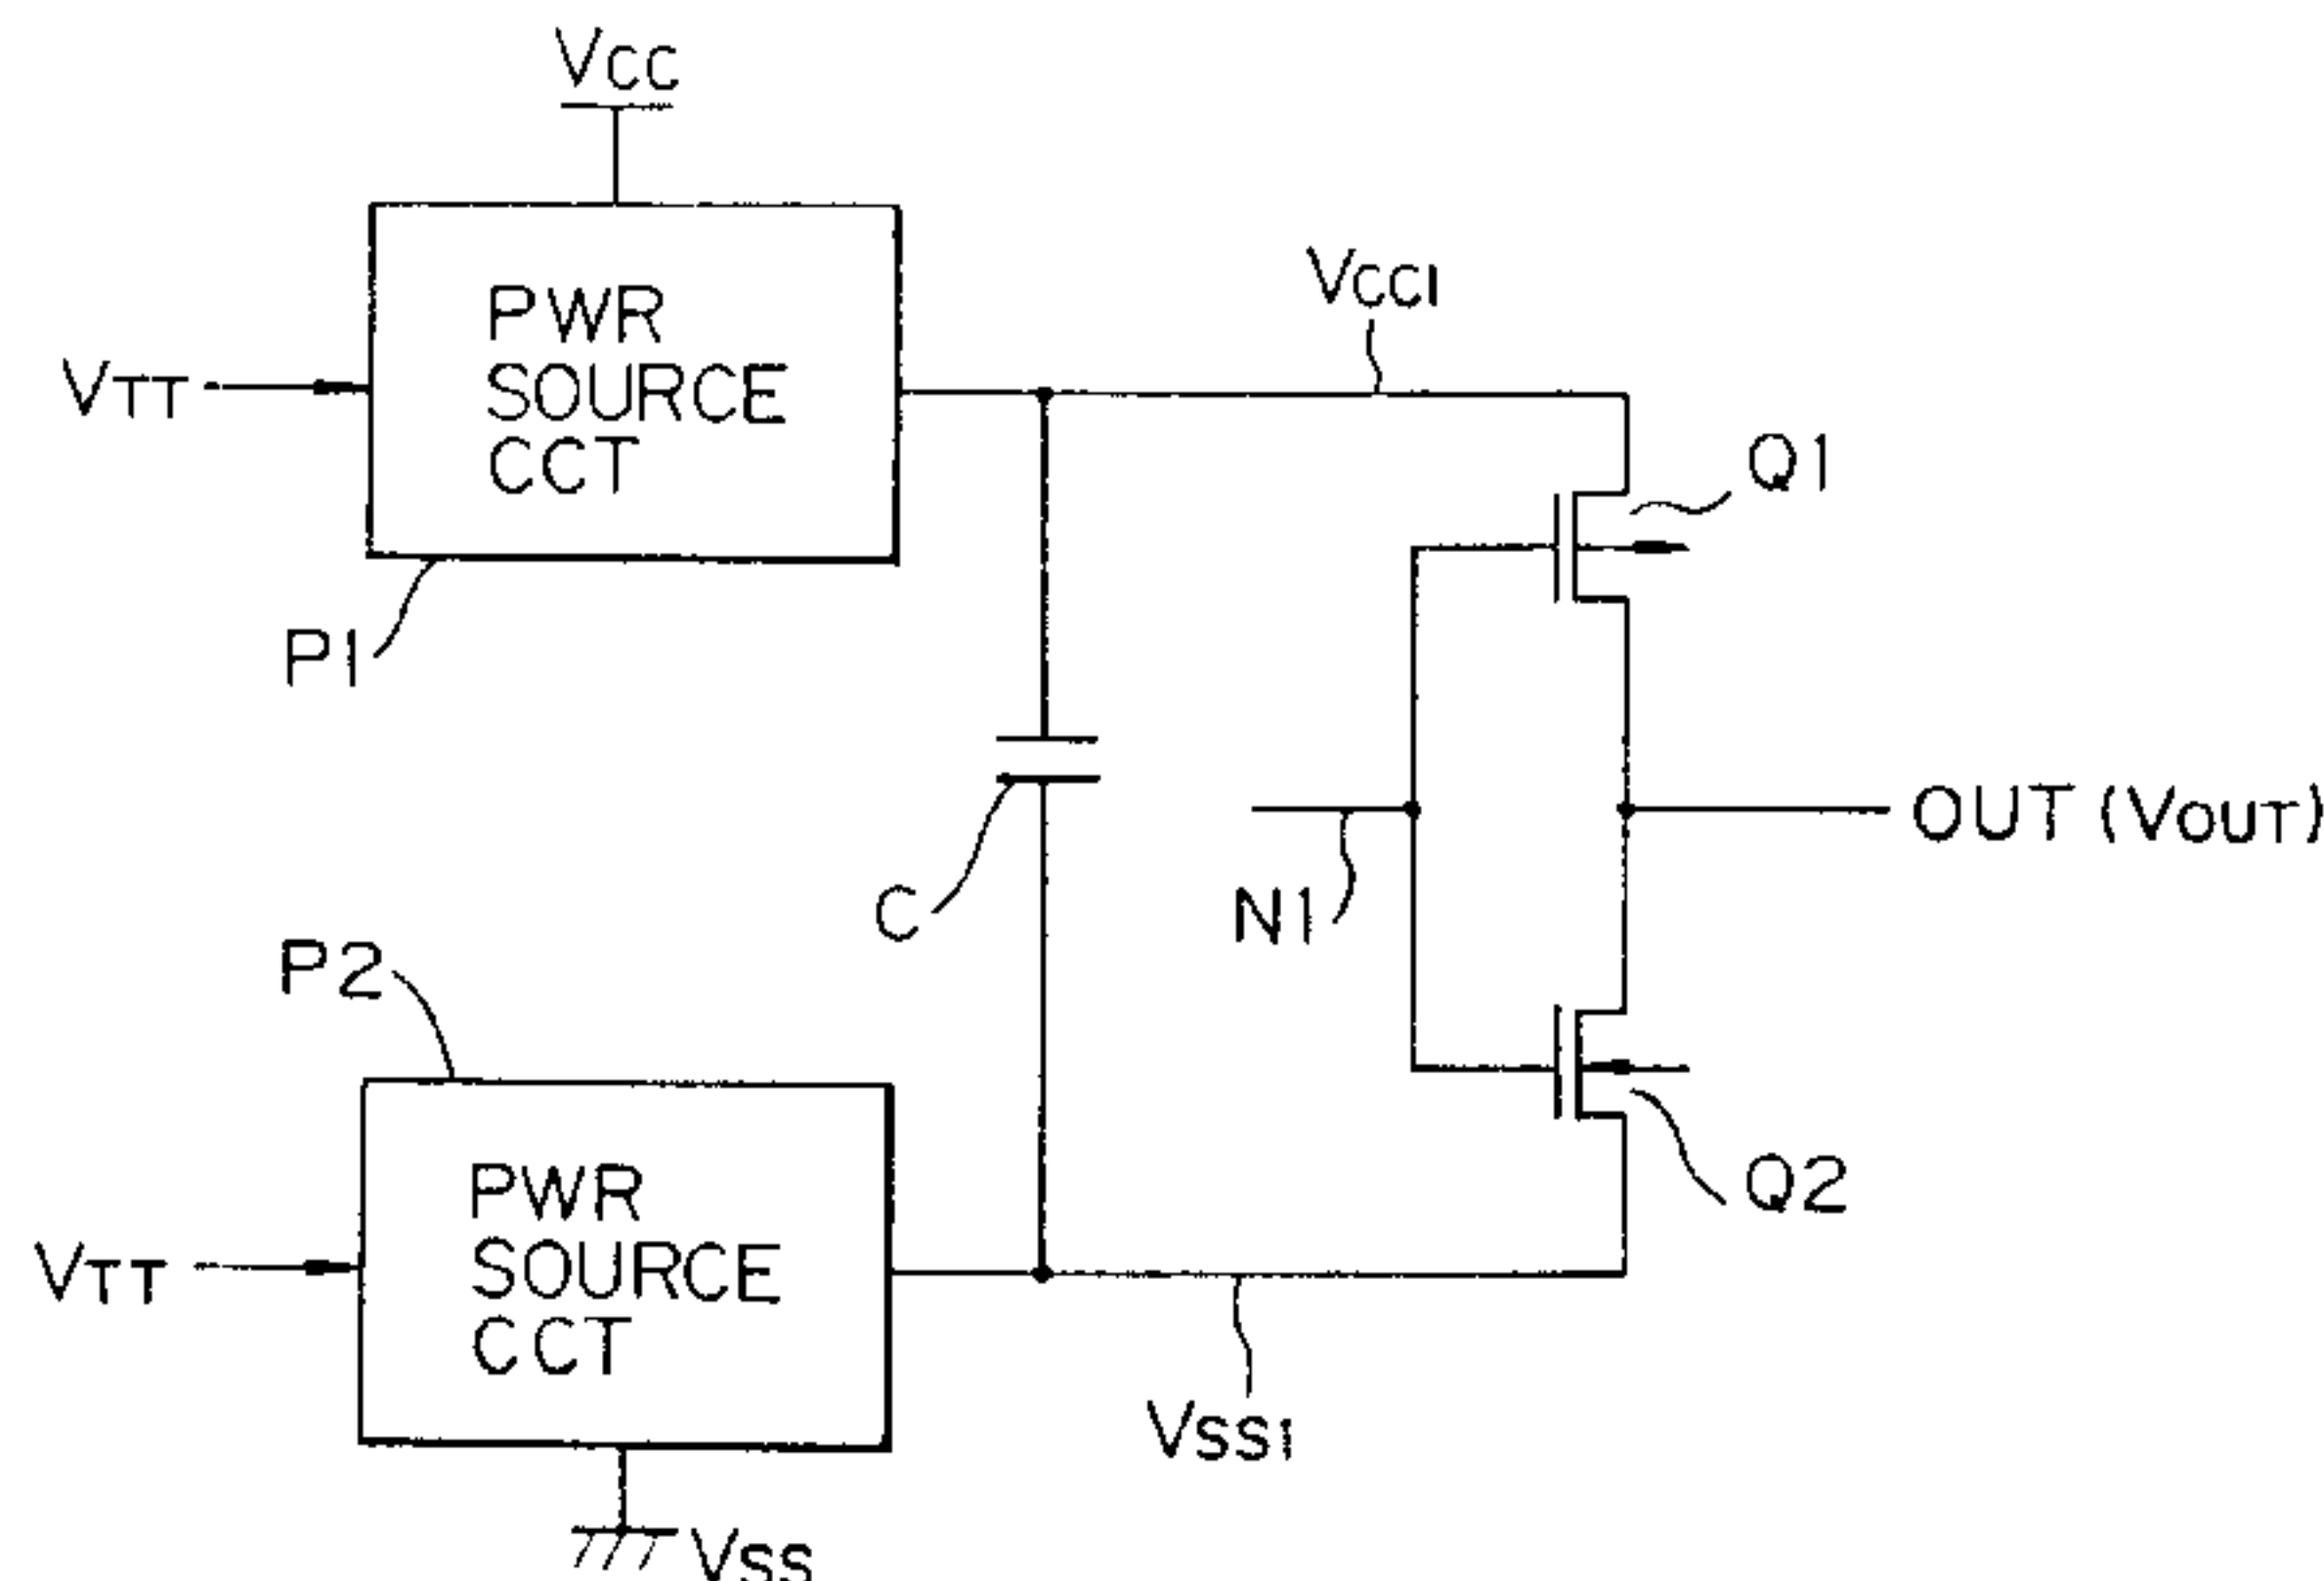 VCC
PWR
SOURCE
CCT
VTT
P1
VCC1
Q1
C
N1
OUT (VOUT)
P2
PWR
SOURCE
CCT
VTT
Q2
VSS1
VSS